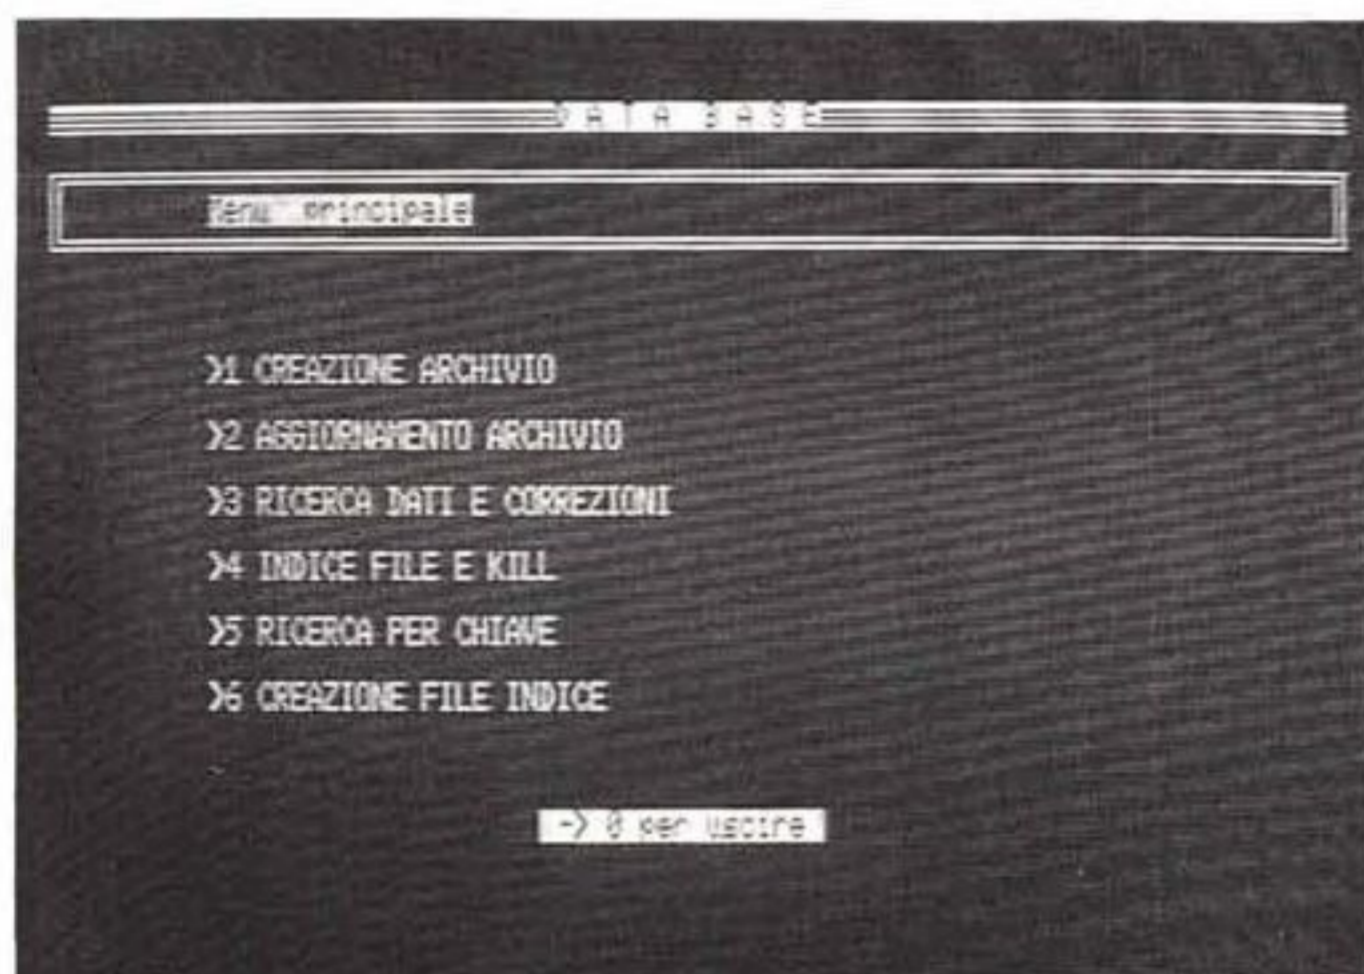 DATA BASE
Menu' principale
>1 CREAZIONE ARCHIVIO
>2 AGGIORNAMENTO ARCHIVIO
>3 RICERCA DATI E CORREZIONI
>4 INDICE FILE E KILL
>5 RICERCA PER CHIAVE
>6 CREAZIONE FILE INDICE
-> 0 per uscire